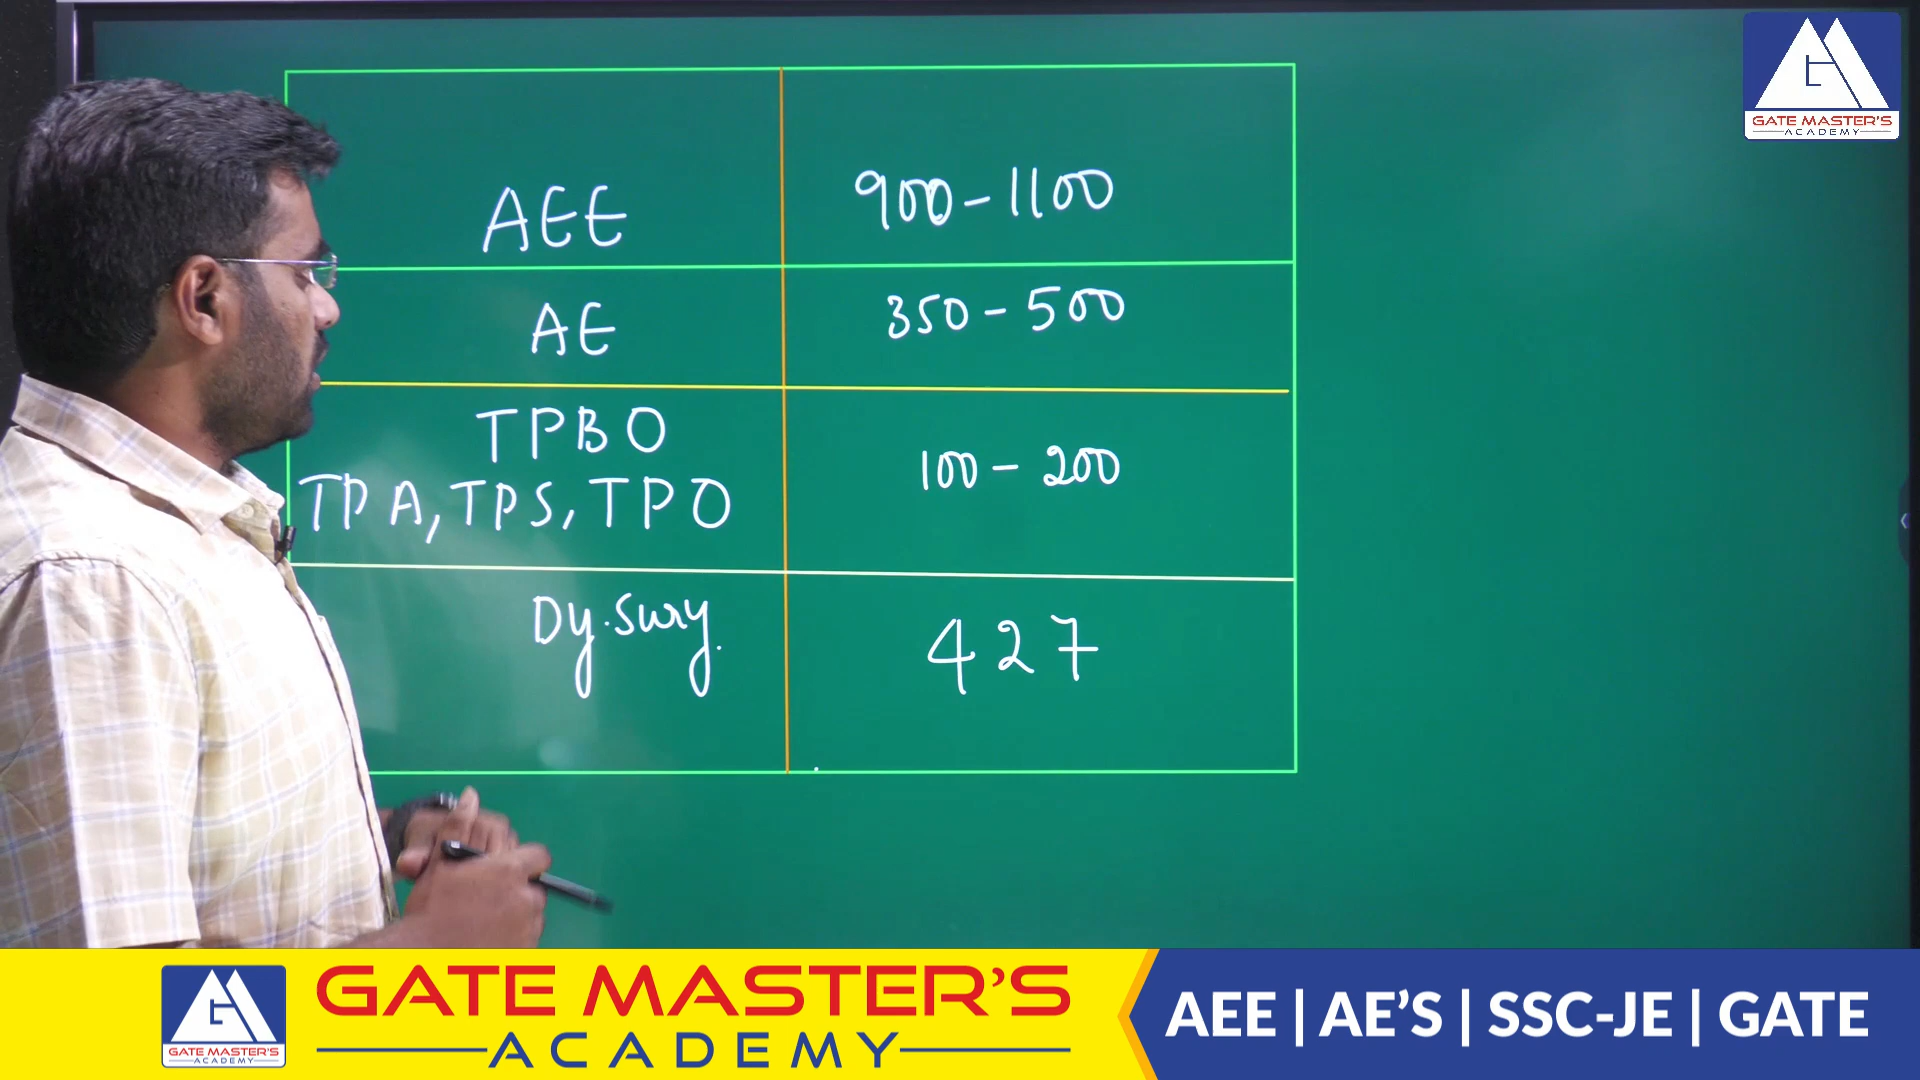 GATE MASTER'S
ACADEMY
AEE 900-1100
AE 350-500
TPBO
TPA, TPS, TPO 100-200
Dy. Surv. 427
GATE MASTER'S
ACADEMY
GATE MASTER'S
ACADEMY
AEE | AE'S | SSC-JE | GATE